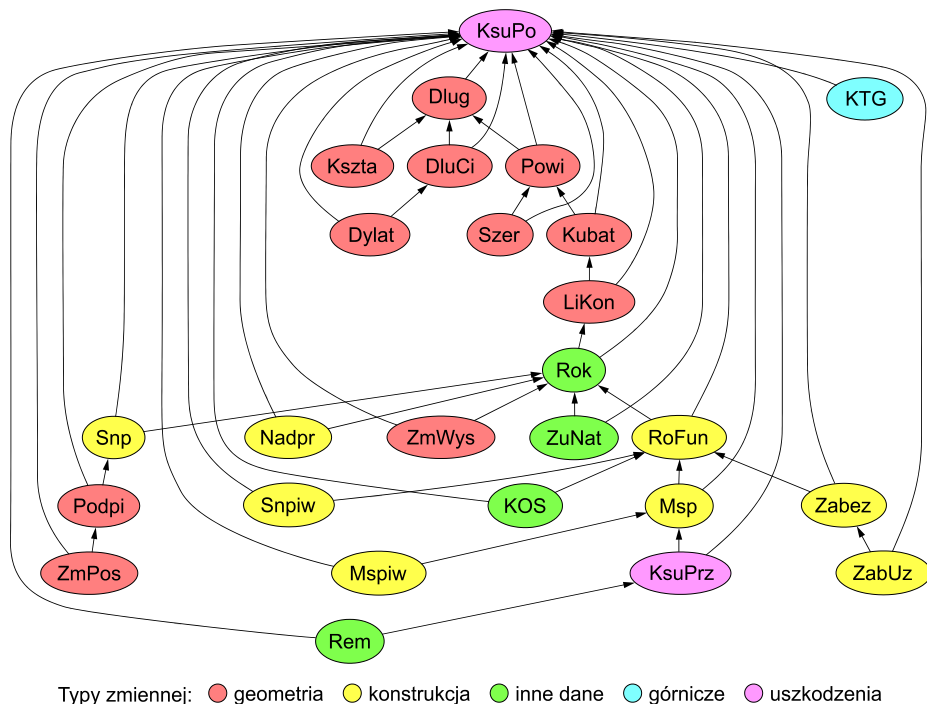 KsuPo
Dlug
KTG
Kszta DluCi Powi
Dylat Szer Kubat
LiKon
Rok
Snp Nadpr ZmWys ZuNat RoFun
Podpi Snpiw KOS Msp Zabez
ZmPos Mspiw KsuPrz ZabUz
Rem
Typy zmiennej: geometria konstrukcja inne dane górnicze uszkodzenia